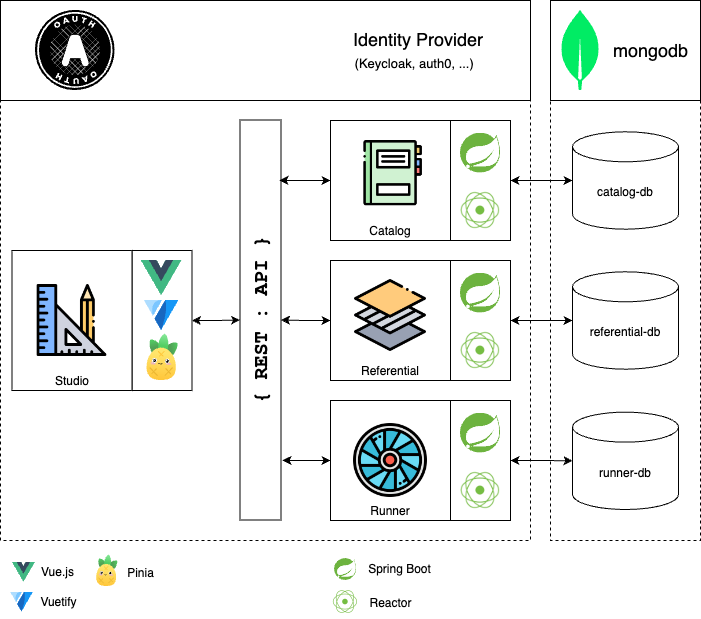 OAUTH
A
OAUTH
Identity Provider
(Keycloak, auth0, ...)
mongodb
{ REST : API }
Catalog
catalog-db
Studio
Referential
referential-db
Runner
runner-db
Vue.js
Pinia
Spring Boot
Vuetify
Reactor